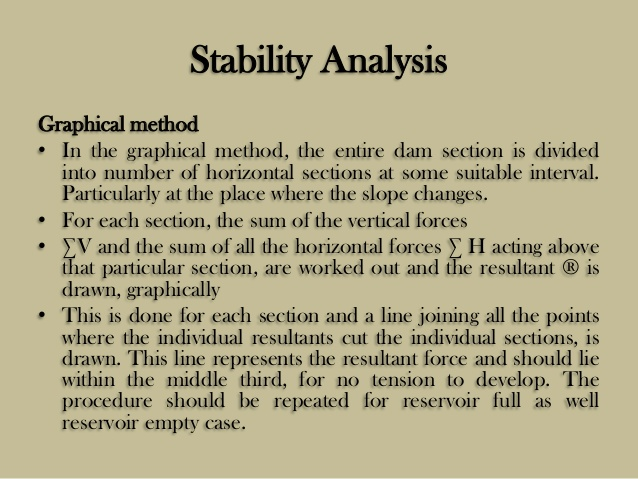 Stability Analysis
Graphical method
• In the graphical method, the entire dam section is divided
into number of horizontal sections at some suitable interval.
Particularly at the place where the slope changes.
• For each section, the sum of the vertical forces
• ∑V and the sum of all the horizontal forces ∑ H acting above
that particular section, are worked out and the resultant ® is
drawn, graphically
• This is done for each section and a line joining all the points
where the individual resultants cut the individual sections, is
drawn. This line represents the resultant force and should lie
within the middle third, for no tension to develop. The
procedure should be repeated for reservoir full as well
reservoir empty case.